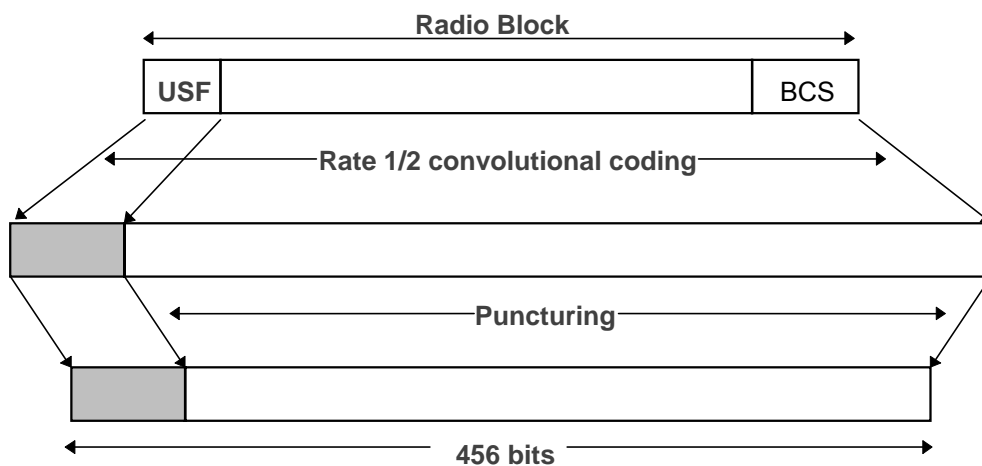 Radio Block
USF
BCS
Rate 1/2 convolutional coding
Puncturing
456 bits